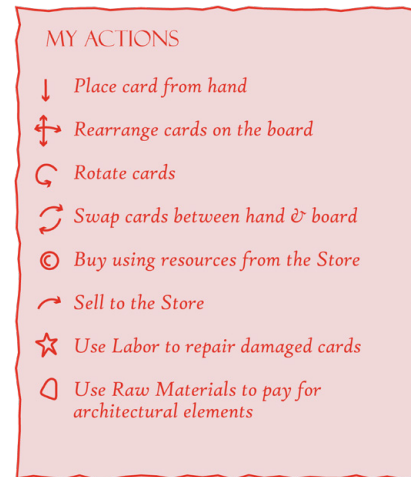 MY ACTIONS
Place card from hand
Rearrange cards on the board
Rotate cards
Swap cards between hand & board
Buy using resources from the Store
Sell to the Store
Use Labor to repair damaged cards
Use Raw Materials to pay for
architectural elements